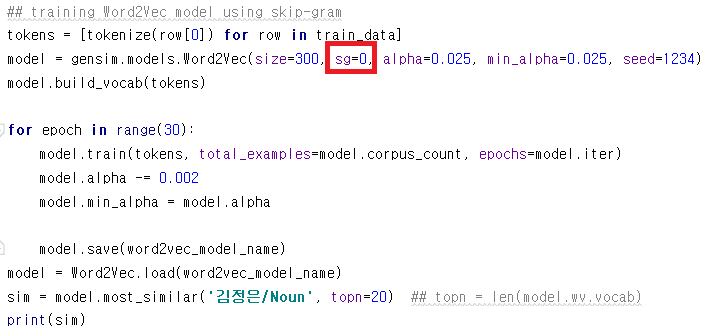 ## training Word2Vec model using skip-gram
tokens = [tokenize(row[0]) for row in train_data]
model = gensim.models.Word2Vec(size=300, sg=0, alpha=0.025, min_alpha=0.025, seed=1234)
model.build_vocab(tokens)
for epoch in range(30):
    model.train(tokens, total_examples=model.corpus_count, epochs=model.iter)
    model.alpha -= 0.002
    model.min_alpha = model.alpha
    model.save(word2vec_model_name)
model = Word2Vec.load(word2vec_model_name)
sim = model.most_similar('김정은/Noun', topn=20)  ## topn = len(model.wv.vocab)
print(sim)